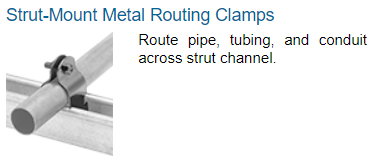 Strut-Mount Metal Routing Clamps
Route pipe, tubing, and conduit
across strut channel.